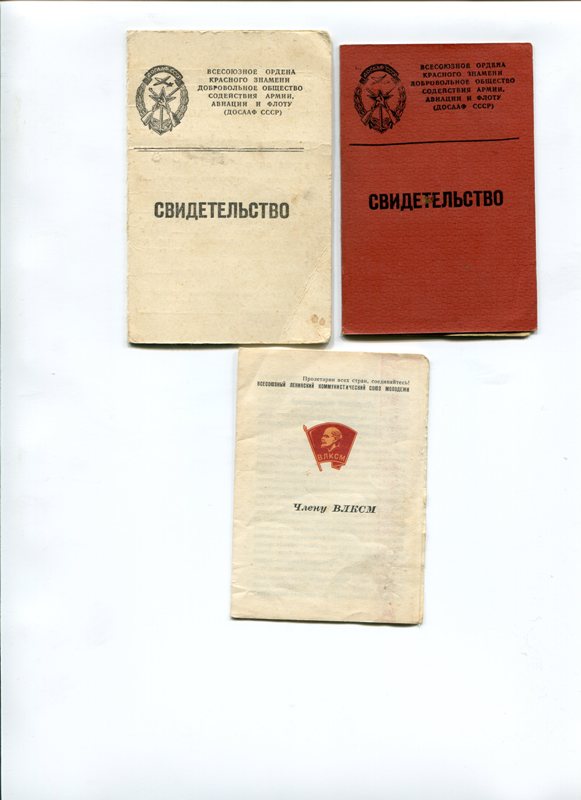 ВСЕСОЮЗНОЕ ОРДЕНА
КРАСНОГО ЗНАМЕНИ
ДОБРОВОЛЬНОЕ ОБЩЕСТВО
СОДЕЙСТВИЯ АРМИИ,
АВИАЦИИ И ФЛОТУ
(ДОСААФ СССР)
СВИДЕТЕЛЬСТВО
ВСЕСОЮЗНОЕ ОРДЕНА
КРАСНОГО ЗНАМЕНИ
ДОБРОВОЛЬНОЕ ОБЩЕСТВО
СОДЕЙСТВИЯ АРМИИ,
АВИАЦИИ И ФЛОТУ
(ДОСААФ СССР)
СВИДЕТЕЛЬСТВО
Пролетарии всех стран, соединяйтесь!
ВСЕСОЮЗНЫЙ ЛЕНИНСКИЙ КОММУНИСТИЧЕСКИЙ СОЮЗ МОЛОДЕЖИ
ВЛКСМ
Члену ВЛКСМ